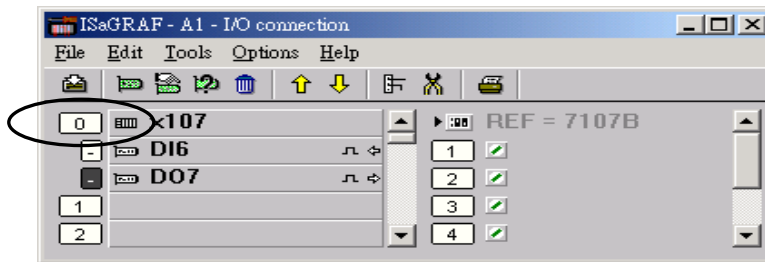 ISaGRAF - A1 - I/O connection
File Edit Tools Options Help
0 x107
- DI6
- DO7
1
2
REF = 7107B
1
2
3
4